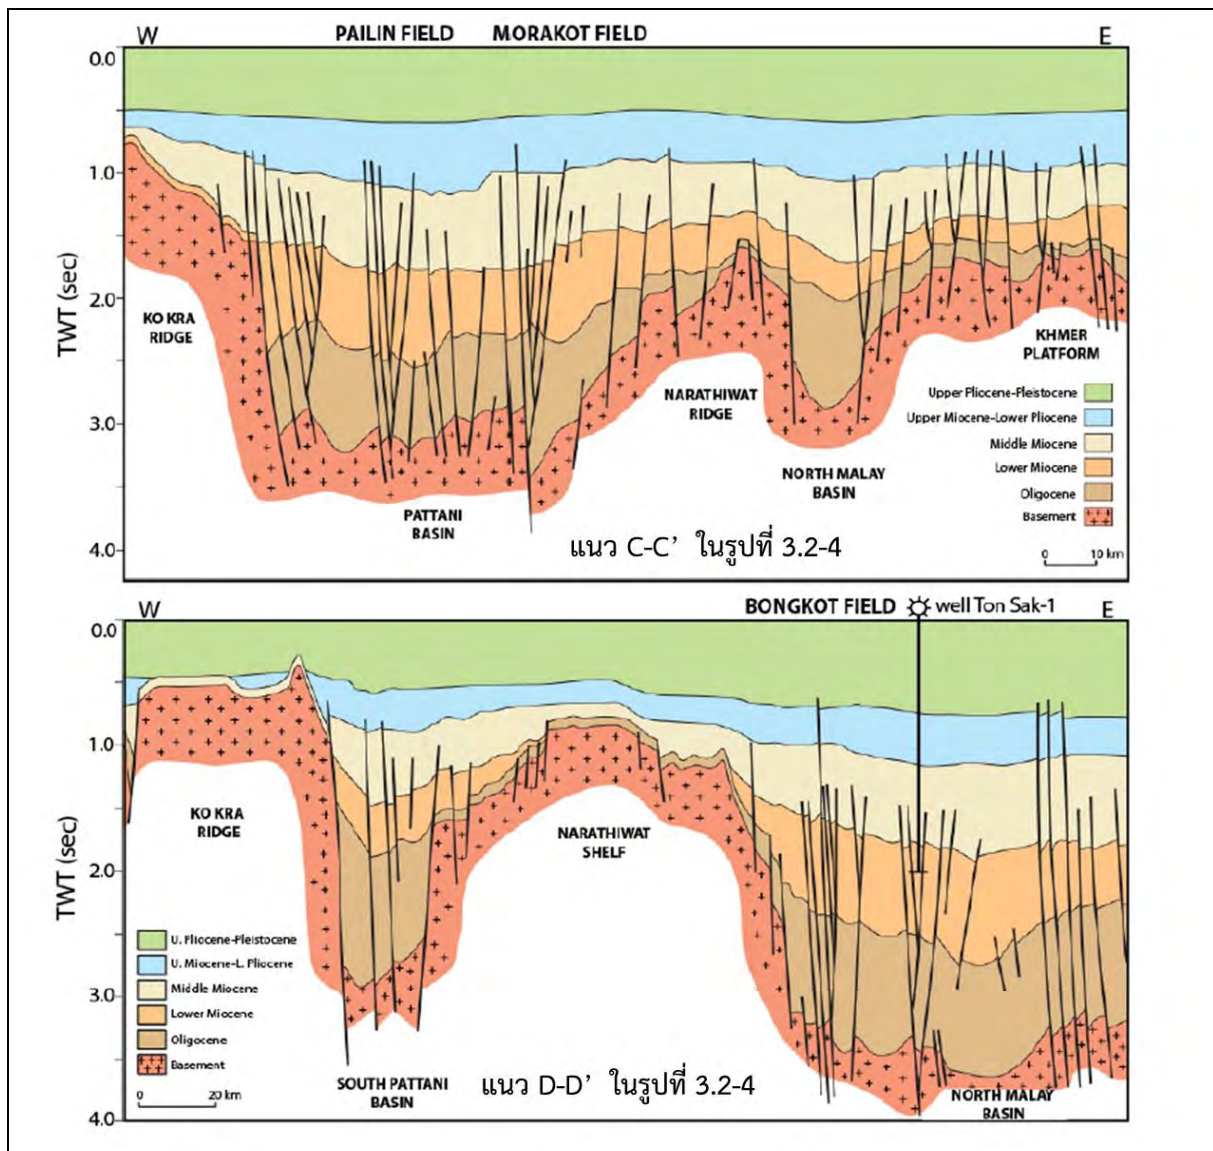 W PAILIN FIELD MORAKOT FIELD E
0.0
1.0
2.0
3.0
4.0
TWT (sec)
KO KRA
RIDGE
PATTANI
BASIN
NARATHIWAT
RIDGE
NORTH MALAY
BASIN
KHMER
PLATFORM
Upper Pliocene-Pleistocene
Upper Miocene-Lower Pliocene
Middle Miocene
Lower Miocene
Oligocene
Basement
แนว C-C’ ในรูปที่ 3.2-4
0 10 km
W BONGKOT FIELD well Ton Sak-1 E
0.0
1.0
2.0
3.0
4.0
TWT (sec)
KO KRA
RIDGE
NARATHIWAT
SHELF
U. Pliocene-Pleistocene
U. Miocene-L. Pliocene
Middle Miocene
Lower Miocene
Oligocene
Basement
0 20 km
SOUTH PATTANI
BASIN
แนว D-D’ ในรูปที่ 3.2-4
NORTH MALAY
BASIN